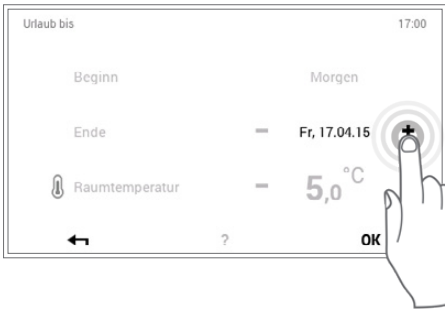 Urlaub bis 17:00
Beginn Morgen
Ende – Fr, 17.04.15 +
Raumtemperatur – 5,0°C
? OK